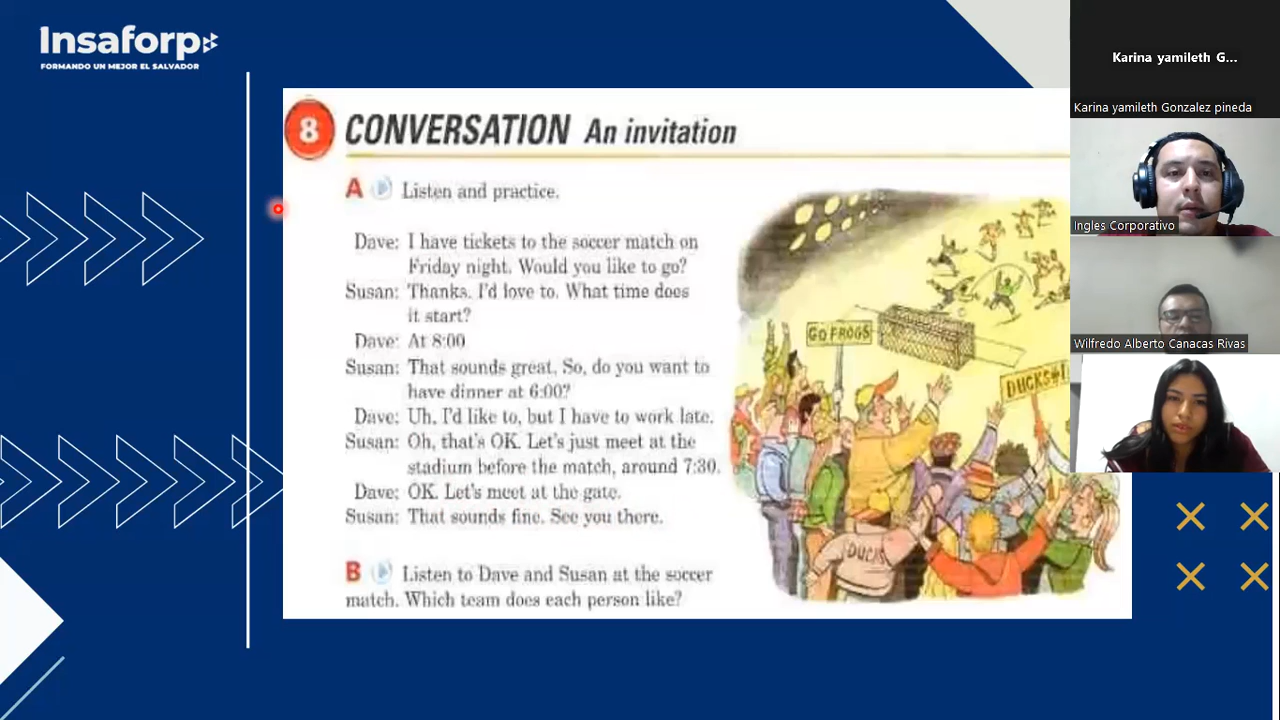 Insaforp
FORMANDO UN MEJOR EL SALVADOR
8 CONVERSATION An invitation
A Listen and practice.
Dave: I have tickets to the soccer match on
Friday night. Would you like to go?
Susan: Thanks. I'd love to. What time does
it start?
Dave: At 8:00
Susan: That sounds great. So, do you want to
have dinner at 6:00?
Dave: Uh, I'd like to, but I have to work late.
Susan: Oh, that's OK. Let's just meet at the
stadium before the match, around 7:30.
Dave: OK. Let's meet at the gate.
Susan: That sounds fine. See you there.
B Listen to Dave and Susan at the soccer
match. Which team does each person like?
GO FROGS
DUCKS
Karina yamileth G...
Karina yamileth Gonzalez pineda
Ingles Corporativo
Wilfredo Alberto Canacas Rivas